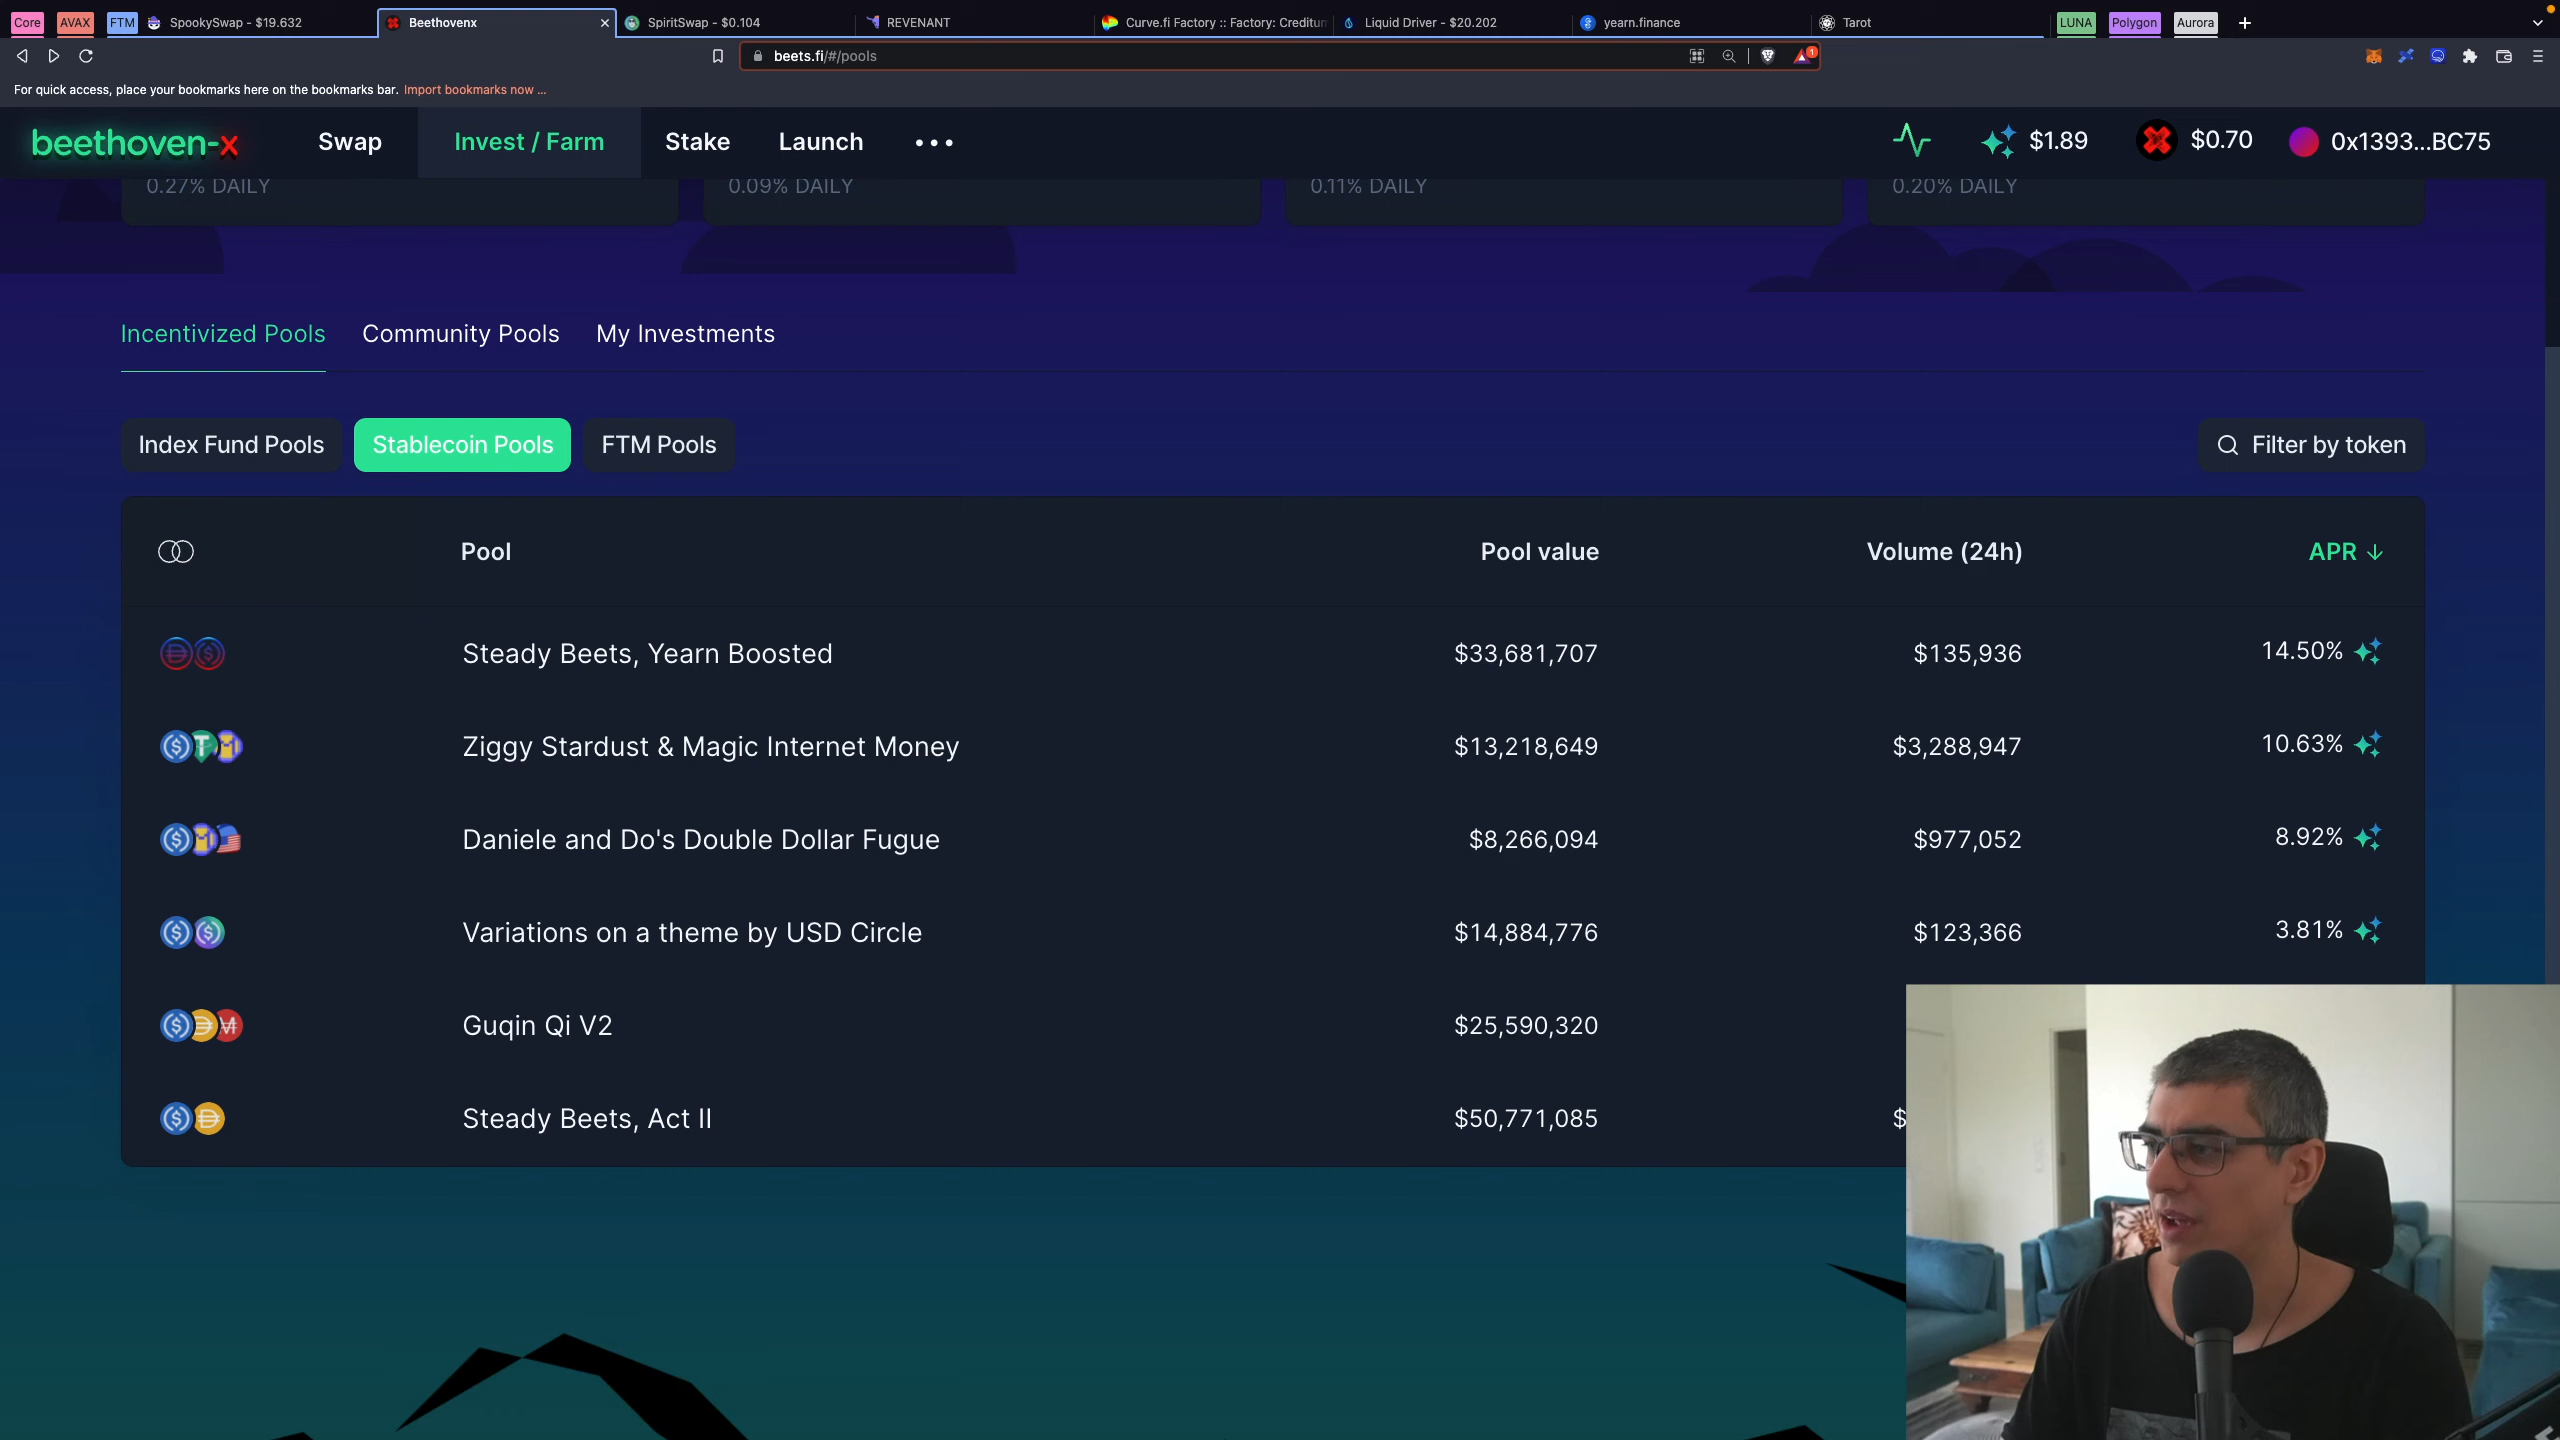 Core AVAX FTM SpookySwap - $19.632 Beethovenx SpiritSwap - $0.104 REVENANT Curve.fi Factory :: Factory: Creditum Liquid Driver - $20.202 yearn.finance Tarot LUNA Polygon Aurora
beets.fi/#/pools 1
For quick access, place your bookmarks here on the bookmarks bar. Import bookmarks now ...
beethoven-x Swap Invest / Farm Stake Launch ••• $1.89 $0.70 0x1393...BC75
0.27% DAILY 0.09% DAILY 0.11% DAILY 0.20% DAILY
Incentivized Pools Community Pools My Investments
Index Fund Pools Stablecoin Pools FTM Pools Filter by token
Pool Pool value Volume (24h) APR ↓
Steady Beets, Yearn Boosted $33,681,707 $135,936 14.50%
Ziggy Stardust & Magic Internet Money $13,218,649 $3,288,947 10.63%
Daniele and Do's Double Dollar Fugue $8,266,094 $977,052 8.92%
Variations on a theme by USD Circle $14,884,776 $123,366 3.81%
Guqin Qi V2 $25,590,320
Steady Beets, Act II $50,771,085 $